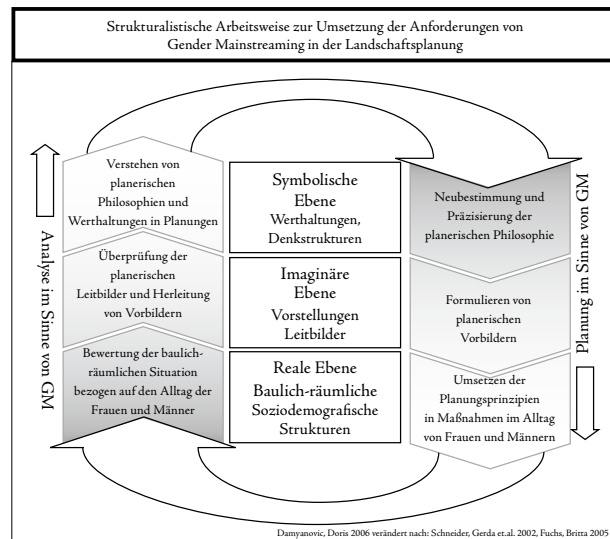 Strukturalistische Arbeitsweise zur Umsetzung der Anforderungen von
Gender Mainstreaming in der Landschaftsplanung
Analyse im Sinne von GM
Verstehen von
planerischen
Philosophien und
Werthaltungen in Planungen
Überprüfung der
planerischen
Leitbilder und Herleitung
von Vorbildern
Bewertung der baulich-
räumlichen Situation
bezogen auf den Alltag der
Frauen und Männer
Symbolische
Ebene
Werthaltungen,
Denkstrukturen
Imaginäre
Ebene
Vorstellungen
Leitbilder
Reale Ebene
Baulich-räumliche
Soziodemografische
Strukturen
Neubestimmung und
Präzisierung der
planerischen Philosophie
Formulieren von
planerischen
Vorbildern
Umsetzen der
Planungsprinzipien
in Maßnahmen im Alltag
von Frauen und Männern
Planung im Sinne von GM
Damyanovic, Doris 2006 verändert nach: Schneider, Gerda et.al. 2002, Fuchs, Britta 2005